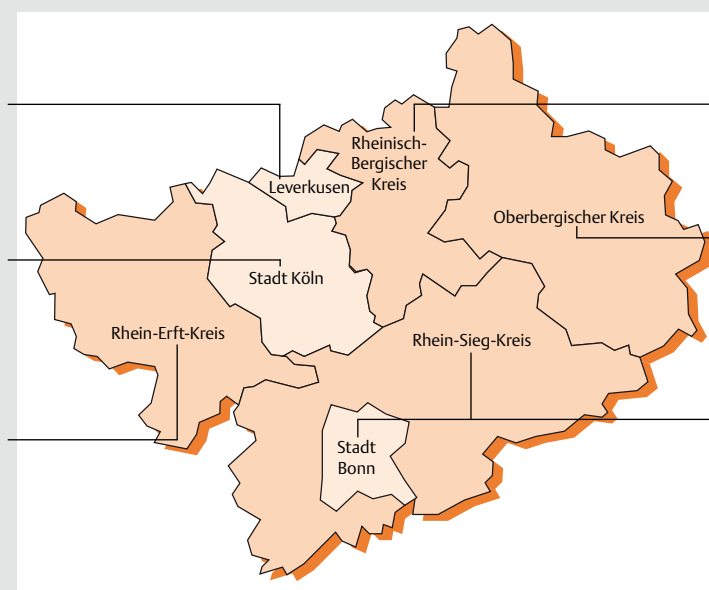 Rheinisch-
Bergischer
Kreis
Leverkusen
Oberbergischer Kreis
Stadt Köln
Rhein-Erft-Kreis
Rhein-Sieg-Kreis
Stadt
Bonn